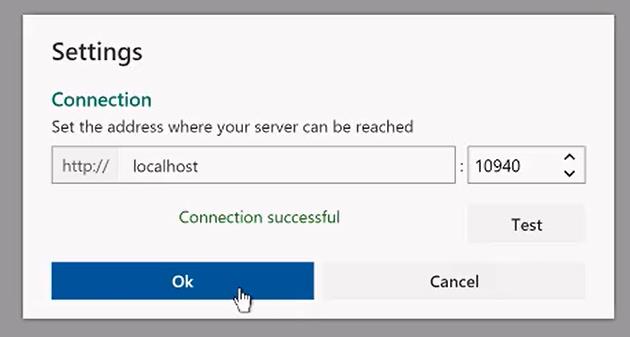 Settings
Connection
Set the address where your server can be reached
http:// localhost : 10940
Connection successful Test
Ok Cancel